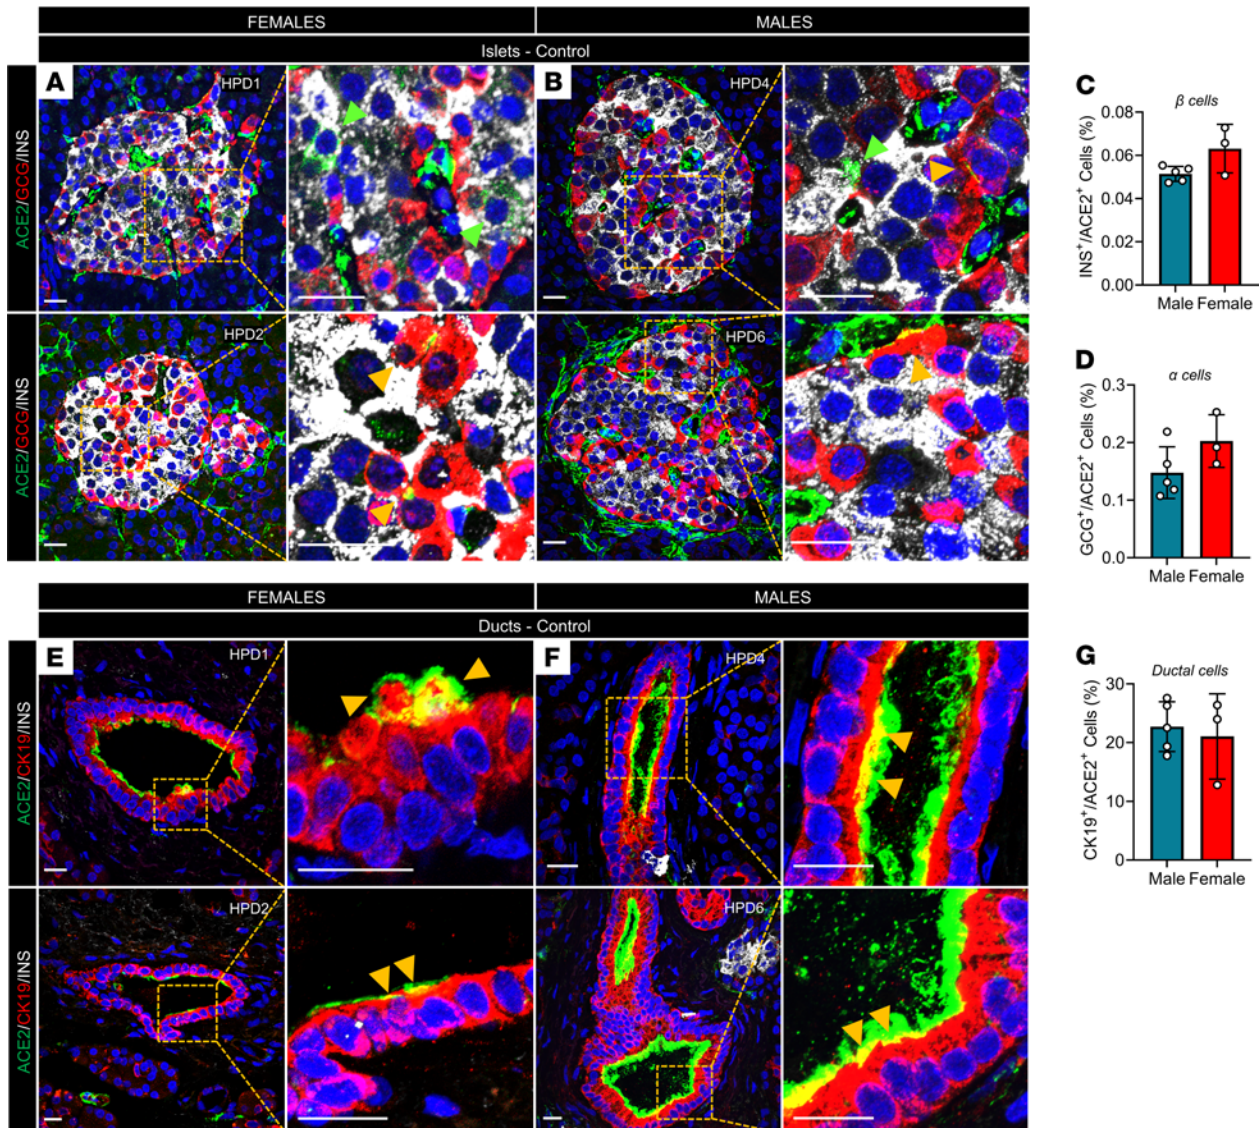 FEMALES
MALES
Islets - Control
A
HPD1
B
HPD4
ACE2/GCG/INS
HPD2
HPD6
ACE2/GCG/INS
C
β cells
INS+/ACE2+ Cells (%)
0.08
0.06
0.04
0.02
0.00
Male
Female
D
α cells
GCG+/ACE2+ Cells (%)
0.3
0.2
0.1
0.0
Male
Female
FEMALES
MALES
Ducts - Control
E
HPD1
F
HPD4
ACE2/CK19/INS
HPD2
HPD6
ACE2/CK19/INS
G
Ductal cells
CK19+/ACE2+ Cells (%)
30
20
10
0
Male
Female